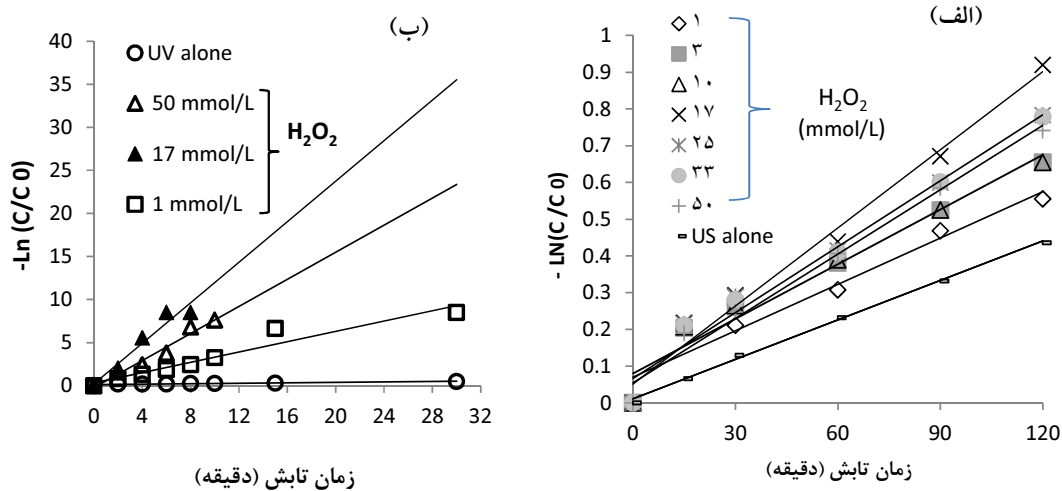 (ب)
40
35
30
25
20
15
10
5
0
-Ln (C/C 0)
UV alone
50 mmol/L
17 mmol/L
1 mmol/L
H2O2
0 4 8 12 16 20 24 28 32
زمان تابش (دقیقه)
(الف)
1
0.9
0.8
0.7
0.6
0.5
0.4
0.3
0.2
0.1
0
- LN(C /C 0)
۱
۳
۱۰
۱۷
۲۵
۳۳
۵۰
US alone
H2O2
(mmol/L)
0 30 60 90 120
زمان تابش (دقیقه)